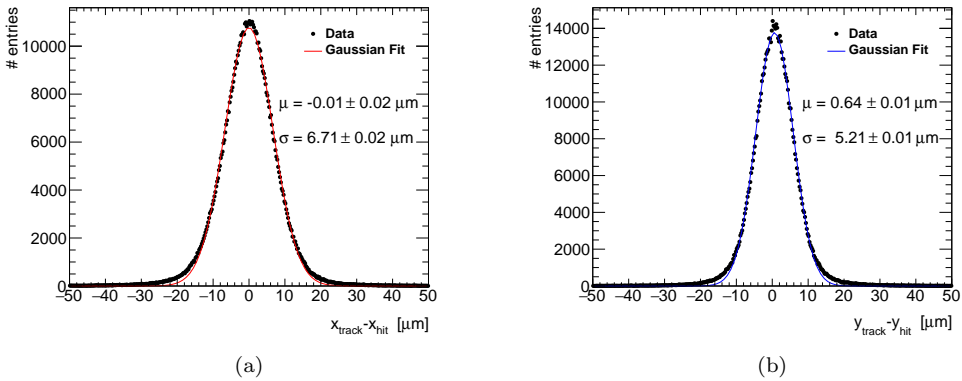 # entries
10000
8000
6000
4000
2000
0
Data
Gaussian Fit
μ = -0.01 ± 0.02 μm
σ = 6.71 ± 0.02 μm
−50 −40 −30 −20 −10 0 10 20 30 40 50
x_track-x_hit [μm]
(a)
# entries
14000
12000
10000
8000
6000
4000
2000
0
Data
Gaussian Fit
μ = 0.64 ± 0.01 μm
σ = 5.21 ± 0.01 μm
−50 −40 −30 −20 −10 0 10 20 30 40 50
y_track-y_hit [μm]
(b)